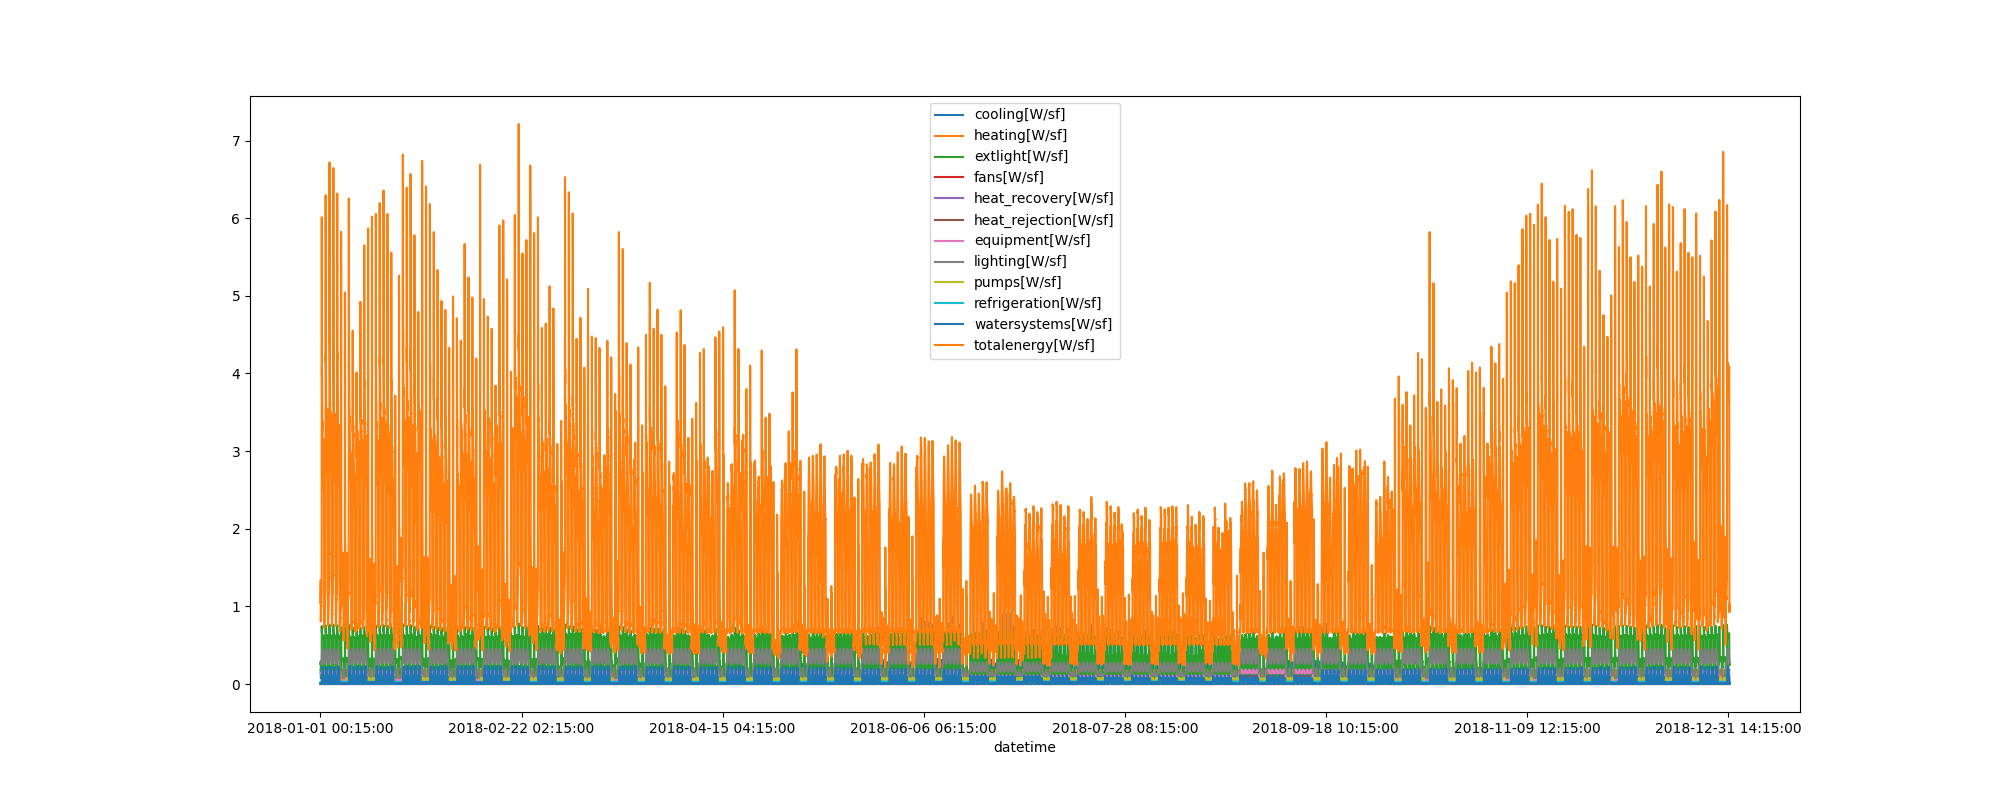 cooling[W/sf]
heating[W/sf]
extlight[W/sf]
fans[W/sf]
heat_recovery[W/sf]
heat_rejection[W/sf]
equipment[W/sf]
lighting[W/sf]
pumps[W/sf]
refrigeration[W/sf]
watersystems[W/sf]
totalenergy[W/sf]
7
6
5
4
3
2
1
0
2018-01-01 00:15:00 2018-02-22 02:15:00 2018-04-15 04:15:00 2018-06-06 06:15:00 2018-07-28 08:15:00 2018-09-18 10:15:00 2018-11-09 12:15:00 2018-12-31 14:15:00
datetime